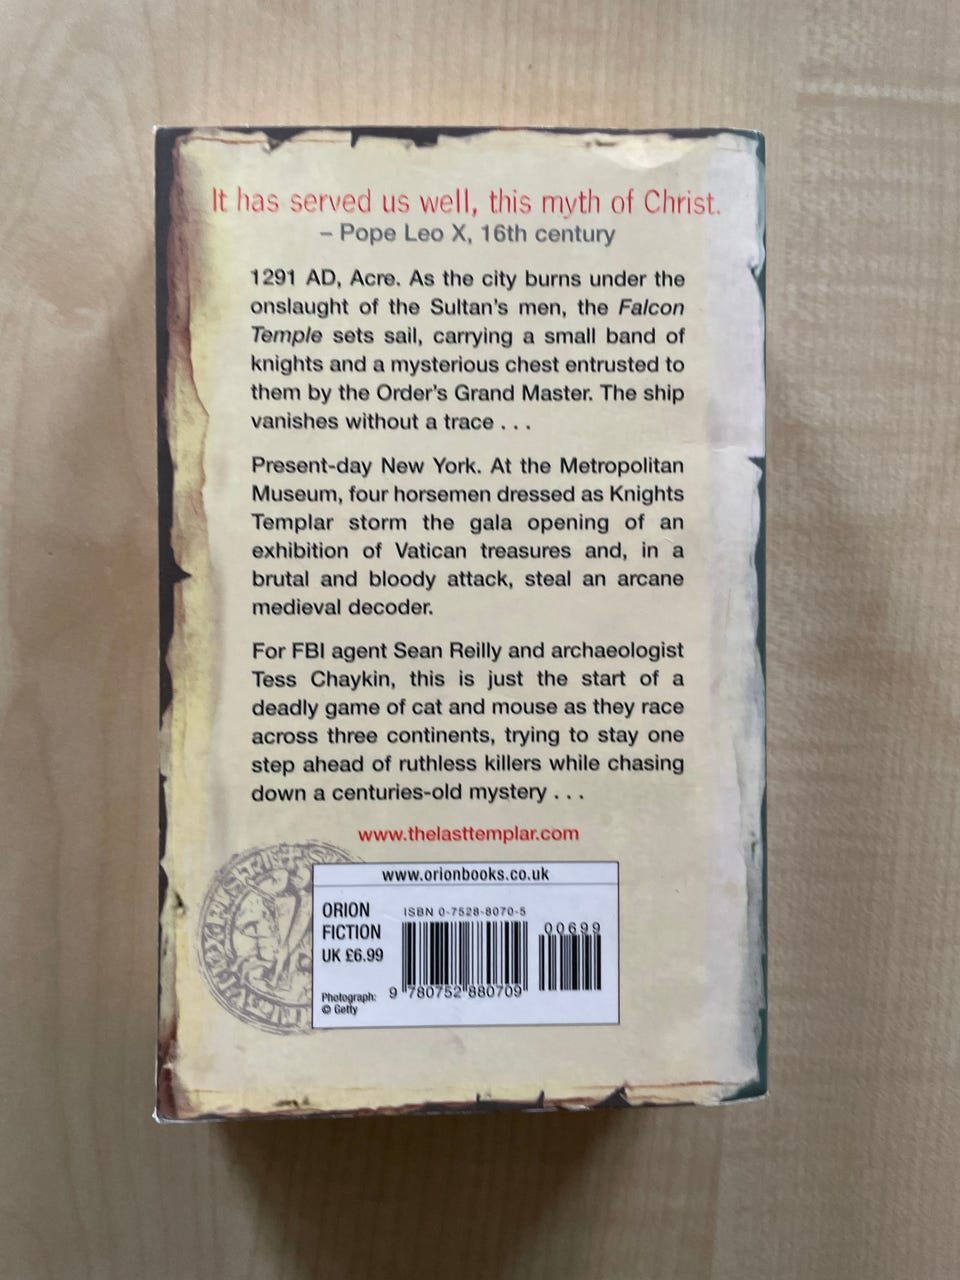 It has served us well, this myth of Christ.
– Pope Leo X, 16th century
1291 AD, Acre. As the city burns under the
onslaught of the Sultan's men, the Falcon
Temple sets sail, carrying a small band of
knights and a mysterious chest entrusted to
them by the Order's Grand Master. The ship
vanishes without a trace . . .
Present-day New York. At the Metropolitan
Museum, four horsemen dressed as Knights
Templar storm the gala opening of an
exhibition of Vatican treasures and, in a
brutal and bloody attack, steal an arcane
medieval decoder.
For FBI agent Sean Reilly and archaeologist
Tess Chaykin, this is just the start of a
deadly game of cat and mouse as they race
across three continents, trying to stay one
step ahead of ruthless killers while chasing
down a centuries-old mystery . . .
www.thelasttemplar.com
www.orionbooks.co.uk
ORION
FICTION
UK £6.99
Photograph:
© Getty
ISBN 0-7528-8070-5
00699
9 780752 880709